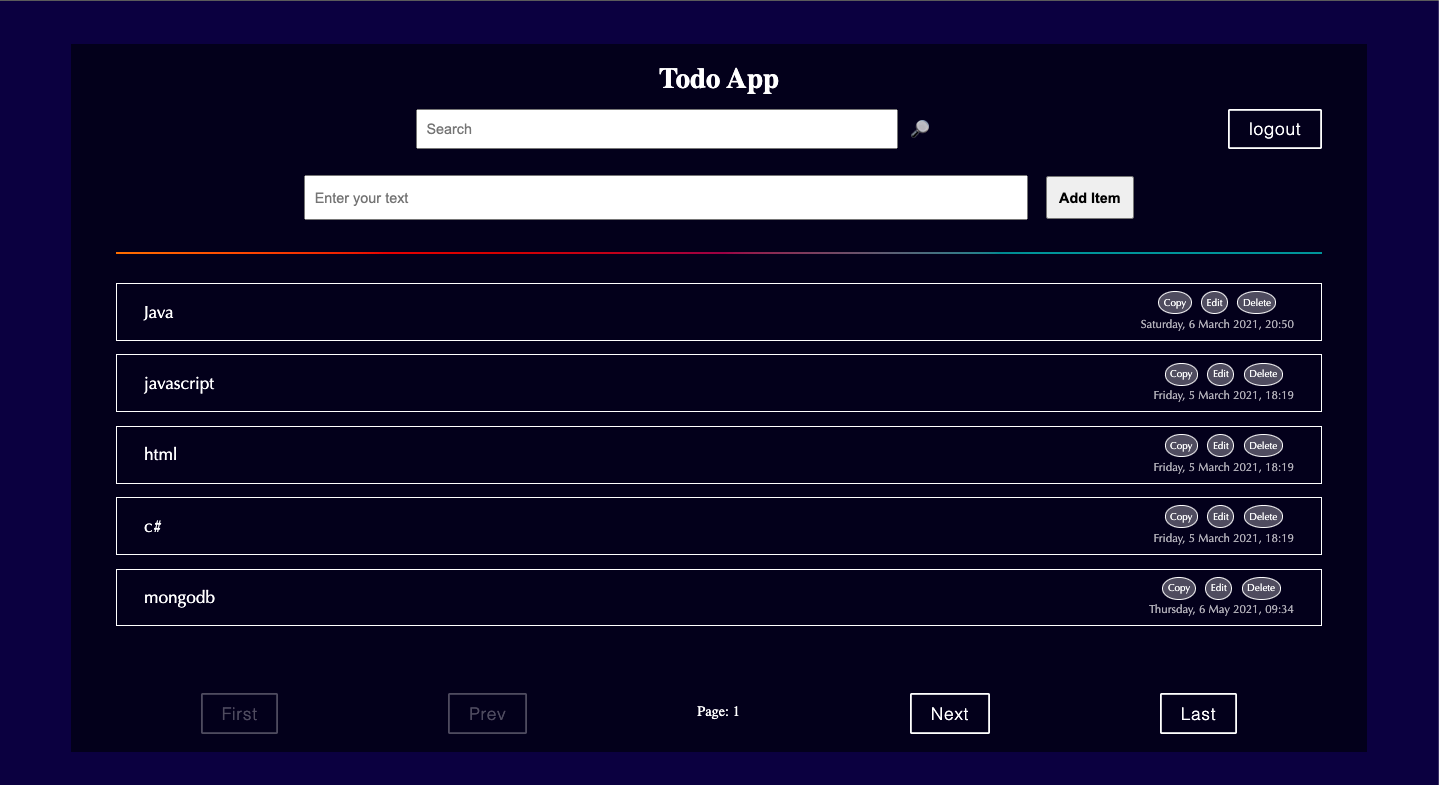 Todo App
Search
logout
Enter your text
Add Item
Java
Copy Edit Delete
Saturday, 6 March 2021, 20:50
javascript
Copy Edit Delete
Friday, 5 March 2021, 18:19
html
Copy Edit Delete
Friday, 5 March 2021, 18:19
c#
Copy Edit Delete
Friday, 5 March 2021, 18:19
mongodb
Copy Edit Delete
Thursday, 6 May 2021, 09:34
First Prev Page: 1 Next Last